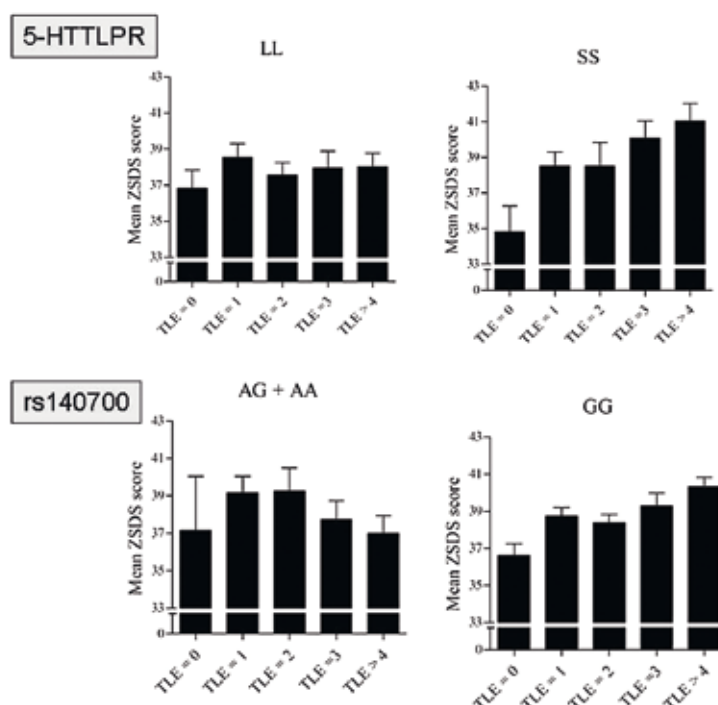 5-HTTLPR
LL
Mean ZSDS score
43
41
39
37
35
33
0
TLE = 0
TLE = 1
TLE = 2
TLE =3
TLE > 4
SS
Mean ZSDS score
43
41
39
37
35
33
0
TLE = 0
TLE = 1
TLE = 2
TLE =3
TLE > 4
rs140700
AG + AA
Mean ZSDS score
43
41
39
37
35
33
0
TLE = 0
TLE = 1
TLE = 2
TLE =3
TLE > 4
GG
Mean ZSDS score
43
41
39
37
35
33
0
TLE = 0
TLE = 1
TLE = 2
TLE =3
TLE > 4